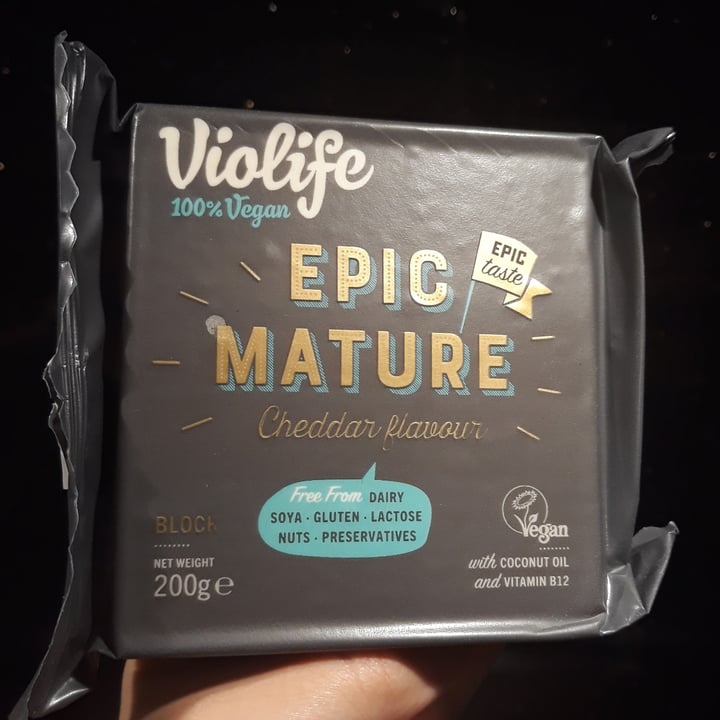 Violife
100% Vegan
EPIC
EPIC
taste
MATURE
Cheddar flavour
Free From DAIRY
SOYA · GLUTEN · LACTOSE
NUTS · PRESERVATIVES
BLOCK
NET WEIGHT
200g e
Vegan
with COCONUT OIL
and VITAMIN B12